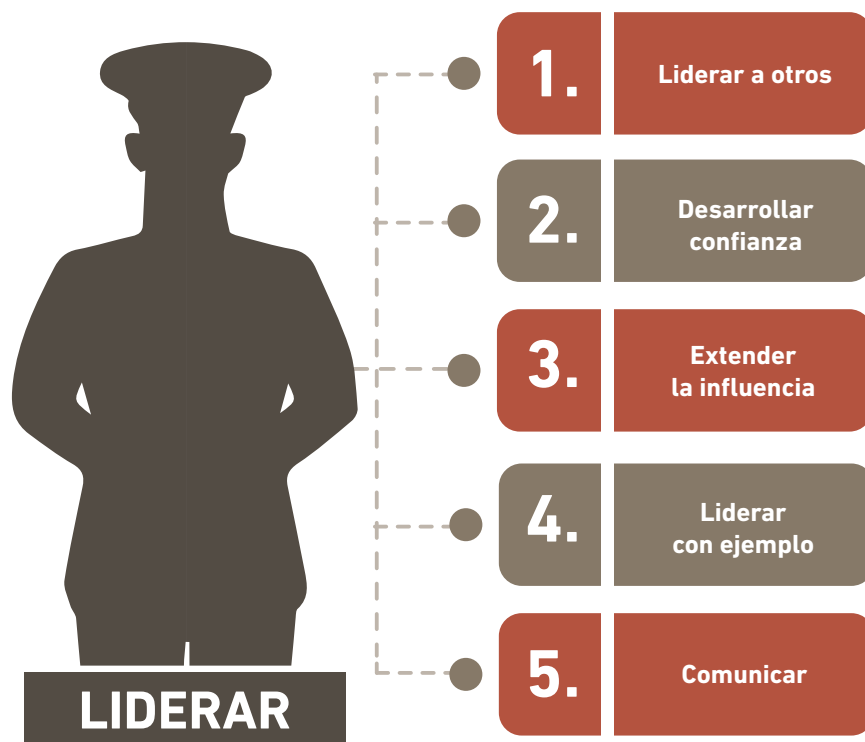 1.
Liderar a otros
2.
Desarrollar
confianza
3.
Extender
la influencia
4.
Liderar
con ejemplo
5.
Comunicar
LIDERAR